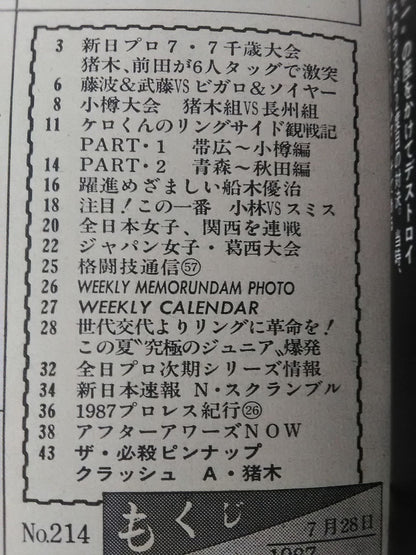 3 新日プロ7・7千歳大会
猪木、前田が6人タッグで激突
6 藤波&武藤VSビガロ&ソイヤー
8 小樽大会 猪木組VS長州組
11 ケロくんのリングサイド観戦記
PART・1 帯広〜小樽編
14 PART・2 青森〜秋田編
16 躍進めざましい船木優治
18 注目!この一番 小林VSスミス
20 全日本女子、関西を連戦
22 ジャパン女子・葛西大会
25 格闘技通信57
26 WEEKLY MEMORUNDAM PHOTO
27 WEEKLY CALENDAR
28 世代交代よりリングに革命を!
この夏〝究極のジュニア〟爆発
32 全日プロ次期シリーズ情報
34 新日本速報 N・スクランブル
36 1987プロレス紀行26
38 アフターアワーズNOW
43 ザ・必殺ピンナップ
クラッシュ A・猪木
No.214
もくじ
7月28日
1987